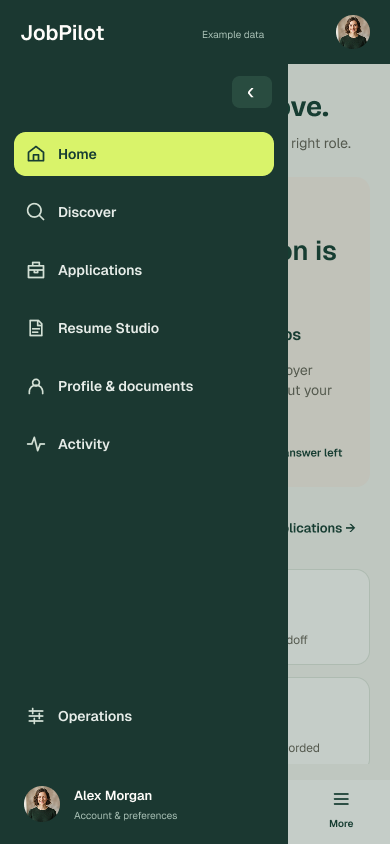 JobPilot
Example data
ove.
right role.
Home
Discover
on is
Applications
Resume Studio
os
oyer
Profile & documents
ut your
Activity
answer left
plications →
doff
Operations
orded
Alex Morgan
Account & preferences
More